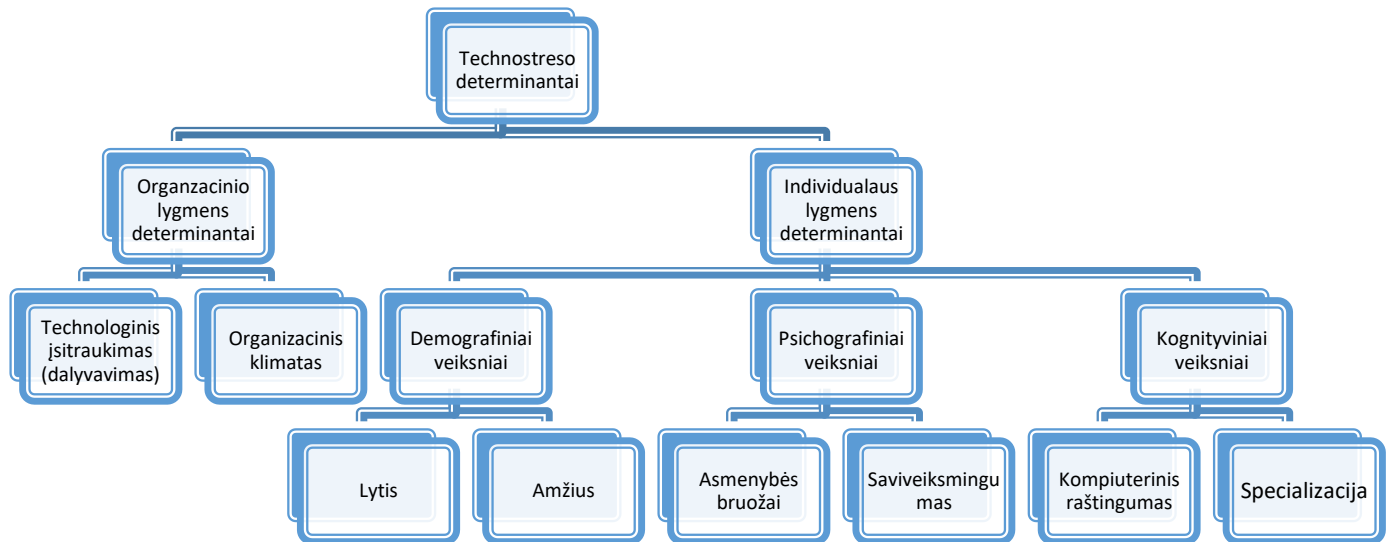 Technostreso
determinantai
Organzacinio
lygmens
determinantai
Individualaus
lygmens
determinantai
Technologinis
įsitraukimas
(dalyvavimas)
Organizacinis
klimatas
Demografiniai
veiksniai
Psichografiniai
veiksniai
Kognityviniai
veiksniai
Lytis
Amžius
Asmenybės
bruožai
Saviveiksmingu
mas
Kompiuterinis
raštingumas
Specializacija